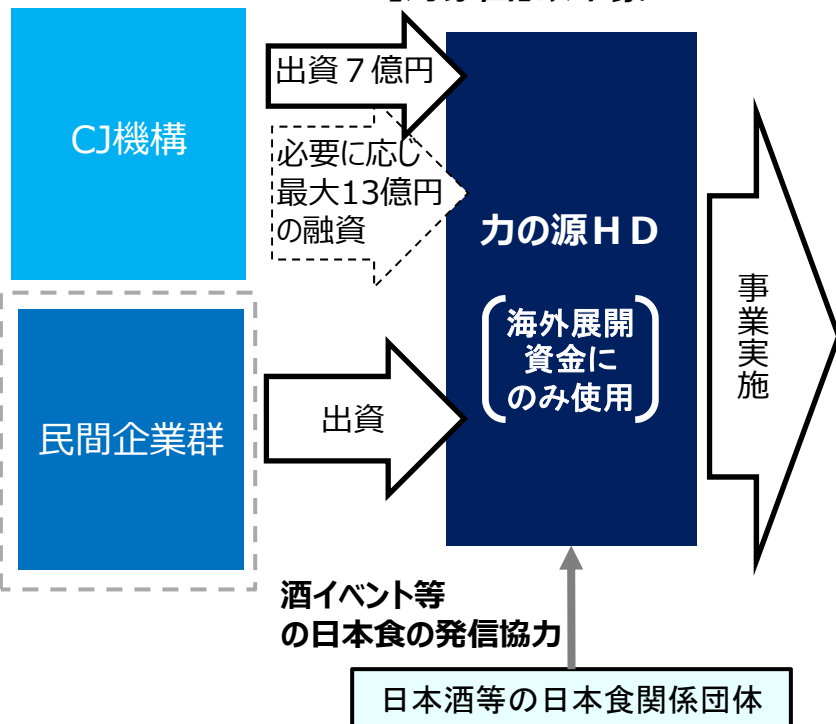 CJ機構
出資７億円
必要に応じ
最大13億円
の融資
力の源ＨＤ
海外展開
資金に
のみ使用
事業実施
民間企業群
出資
酒イベント等
の日本食の発信協力
日本酒等の日本食関係団体